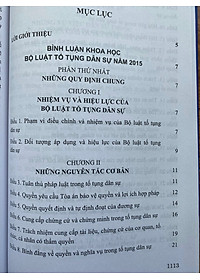 MỤC LỤC
LỜI GIỚI THIỆU 5
BÌNH LUẬN KHOA HỌC
BỘ LUẬT TỐ TỤNG DÂN SỰ NĂM 2015 7
PHẦN THỨ NHẤT
NHỮNG QUY ĐỊNH CHUNG 7
CHƯƠNG I
NHIỆM VỤ VÀ HIỆU LỰC CỦA
BỘ LUẬT TỐ TỤNG DÂN SỰ
Điều 1. Phạm vi điều chỉnh và nhiệm vụ của Bộ luật tố tụng
dân sự
Điều 2. Đối tượng áp dụng và hiệu lực của Bộ luật tố tụng
dân sự
CHƯƠNG II
NHỮNG NGUYÊN TẮC CƠ BẢN
Điều 3. Tuân thủ pháp luật trong tố tụng dân sự
Điều 4. Quyền yêu cầu Tòa án bảo vệ quyền và lợi ích hợp pháp
Điều 5. Quyền quyết định và tự định đoạt của đương sự
Điều 6. Cung cấp chứng cứ và chứng minh trong tố tụng dân sự
Điều 7. Trách nhiệm cung cấp tài liệu, chứng cứ của cơ quan, tổ
chức, cá nhân có thẩm quyền
Điều 8. Bình đẳng về quyền và nghĩa vụ trong tố tụng dân sự 21
1113